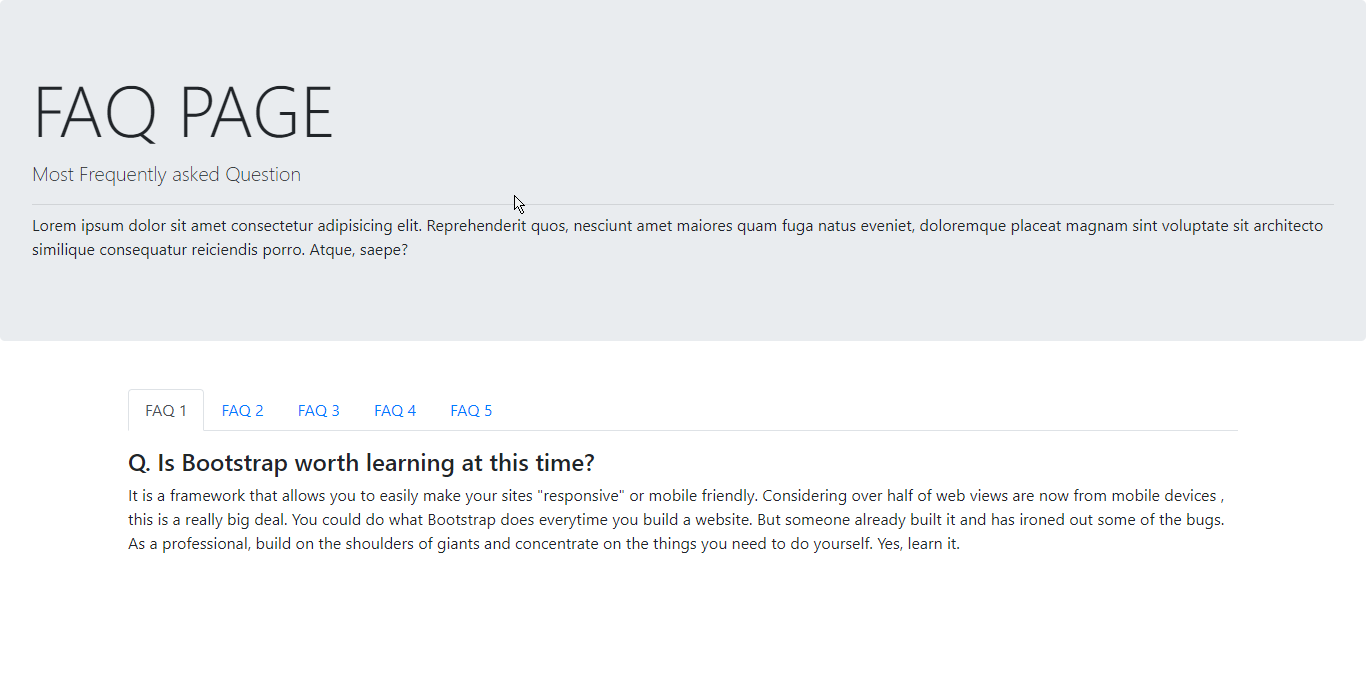 FAQ PAGE
Most Frequently asked Question
Lorem ipsum dolor sit amet consectetur adipisicing elit. Reprehenderit quos, nesciunt amet maiores quam fuga natus eveniet, doloremque placeat magnam sint voluptate sit architecto
similique consequatur reiciendis porro. Atque, saepe?
FAQ 1 FAQ 2 FAQ 3 FAQ 4 FAQ 5
Q. Is Bootstrap worth learning at this time?
It is a framework that allows you to easily make your sites "responsive" or mobile friendly. Considering over half of web views are now from mobile devices ,
this is a really big deal. You could do what Bootstrap does everytime you build a website. But someone already built it and has ironed out some of the bugs.
As a professional, build on the shoulders of giants and concentrate on the things you need to do yourself. Yes, learn it.